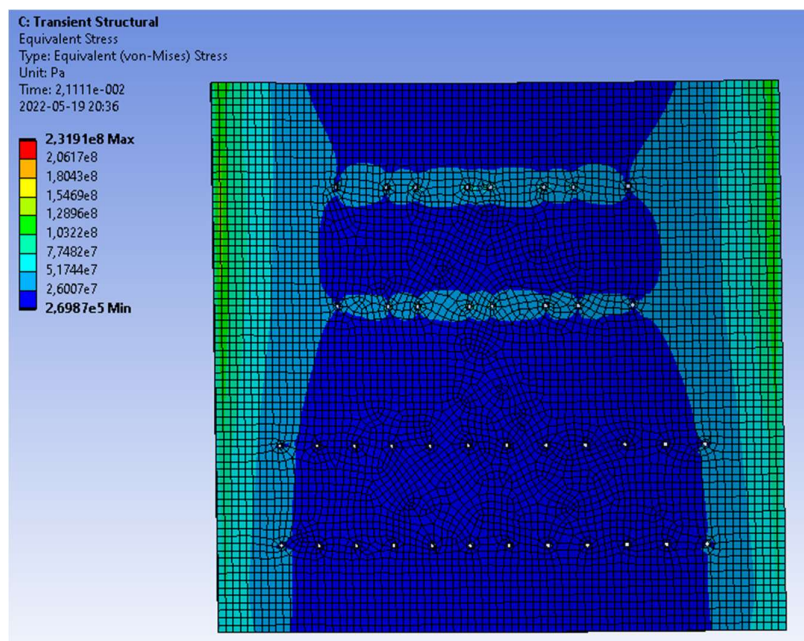 C: Transient Structural
Equivalent Stress
Type: Equivalent (von-Mises) Stress
Unit: Pa
Time: 2,1111e-002
2022-05-19 20:36
2,3191e8 Max
2,0617e8
1,8043e8
1,5469e8
1,2896e8
1,0322e8
7,7482e7
5,1744e7
2,6007e7
2,6987e5 Min